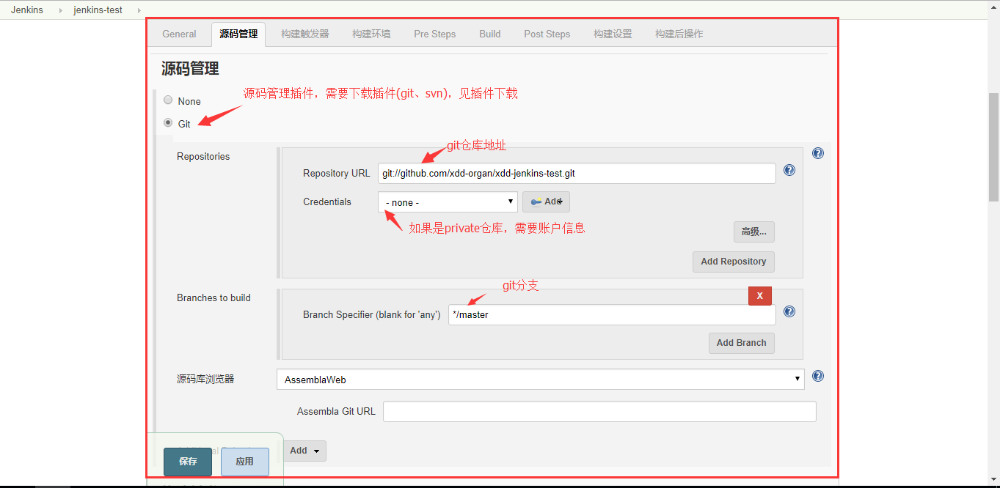 Jenkins jenkins-test
General 源码管理 构建触发器 构建环境 Pre Steps Build Post Steps 构建设置 构建后操作
源码管理
源码管理插件，需要下载插件(git、svn)，见插件下载
None
Git
git仓库地址
Repositories
Repository URL git://github.com/xdd-organ/xdd-jenkins-test.git
Credentials - none - Add
如果是private仓库，需要账户信息
高级...
Add Repository
git分支
Branches to build X
Branch Specifier (blank for 'any') */master
Add Branch
源码库浏览器 AssemblaWeb
Assembla Git URL
Add
保存 应用